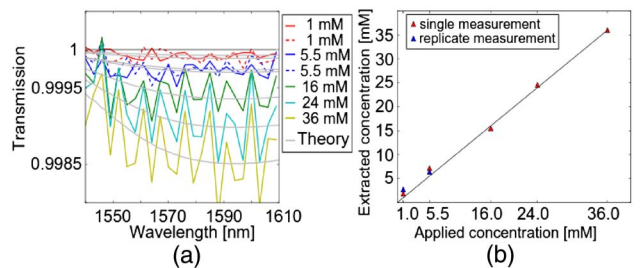 Transmission
1
0.9995
0.9985
1550
1570
1590
1610
Wavelength [nm]
(a)
1 mM
1 mM
5.5 mM
5.5 mM
16 mM
24 mM
36 mM
Theory
Extracted concentration [mM]
35
30
25
20
15
10
5
single measurement
replicate measurement
1.0 5.5 16.0 24.0 36.0
Applied concentration [mM]
(b)